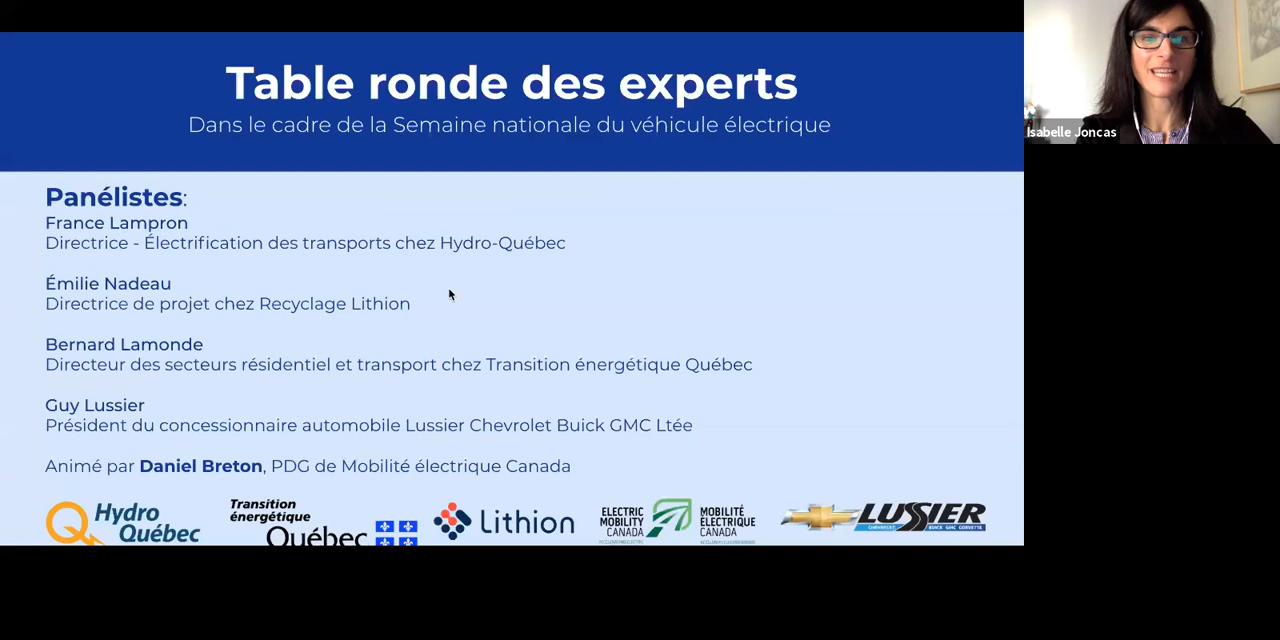 Table ronde des experts
Dans le cadre de la Semaine nationale du véhicule électrique
Isabelle Joncas
Panélistes:
France Lampron
Directrice - Électrification des transports chez Hydro-Québec
Émilie Nadeau
Directrice de projet chez Recyclage Lithion
Bernard Lamonde
Directeur des secteurs résidentiel et transport chez Transition énergétique Québec
Guy Lussier
Président du concessionnaire automobile Lussier Chevrolet Buick GMC Ltée
Animé par Daniel Breton, PDG de Mobilité électrique Canada
Hydro
Québec
Transition
énergétique
Québec
Lithion
ELECTRIC
MOBILITY
CANADA
MOBILITÉ
ÉLECTRIQUE
CANADA
LUSSIER
CHEVROLET BUICK GMC CORVETTE